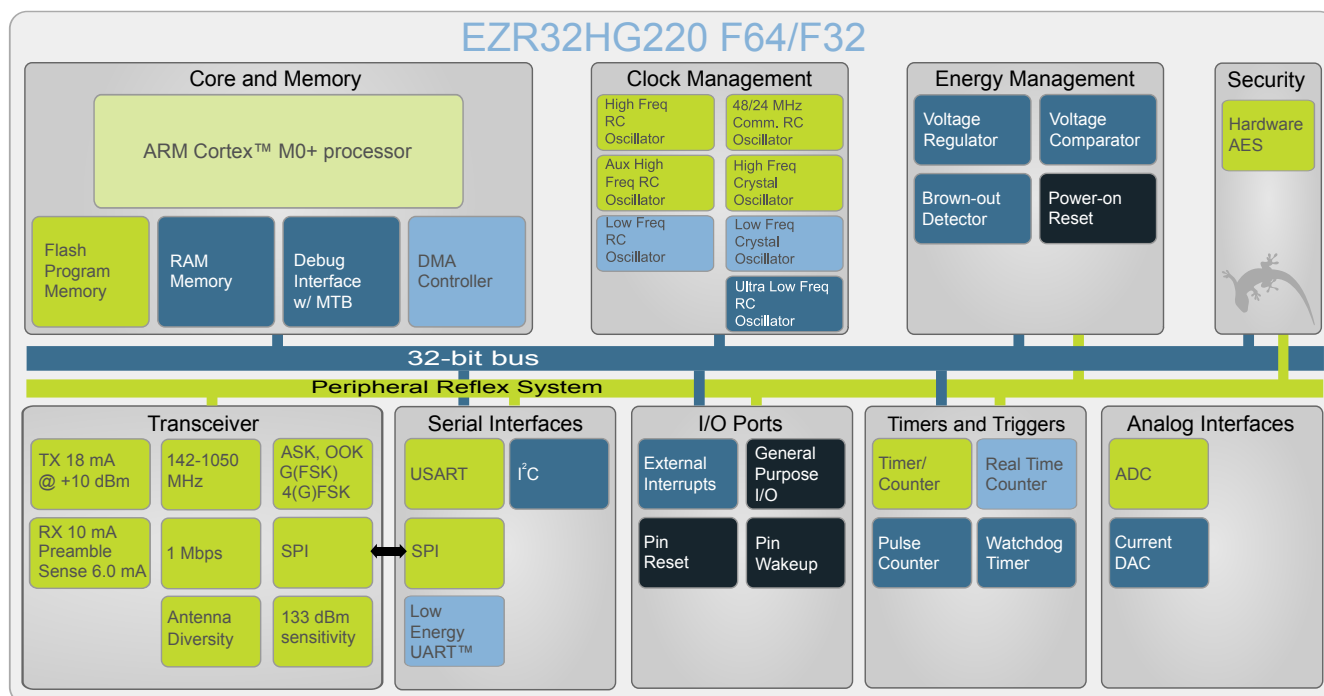 EZR32HG220 F64/F32
Core and Memory
ARM Cortex™ M0+ processor
Flash
Program
Memory
RAM
Memory
Debug
Interface
w/ MTB
DMA
Controller
Clock Management
High Freq
RC
Oscillator
48/24 MHz
Comm. RC
Oscillator
Aux High
Freq RC
Oscillator
High Freq
Crystal
Oscillator
Low Freq
RC
Oscillator
Low Freq
Crystal
Oscillator
Ultra Low Freq
RC
Oscillator
Energy Management
Voltage
Regulator
Voltage
Comparator
Brown-out
Detector
Power-on
Reset
Security
Hardware
AES
32-bit bus
Peripheral Reflex System
Transceiver
TX 18 mA
@ +10 dBm
142-1050
MHz
ASK, OOK
G(FSK)
4(G)FSK
RX 10 mA
Preamble
Sense 6.0 mA
1 Mbps
SPI
Antenna
Diversity
133 dBm
sensitivity
Serial Interfaces
USART
I²C
SPI
Low
Energy
UART™
I/O Ports
External
Interrupts
General
Purpose
I/O
Pin
Reset
Pin
Wakeup
Timers and Triggers
Timer/
Counter
Real Time
Counter
Pulse
Counter
Watchdog
Timer
Analog Interfaces
ADC
Current
DAC